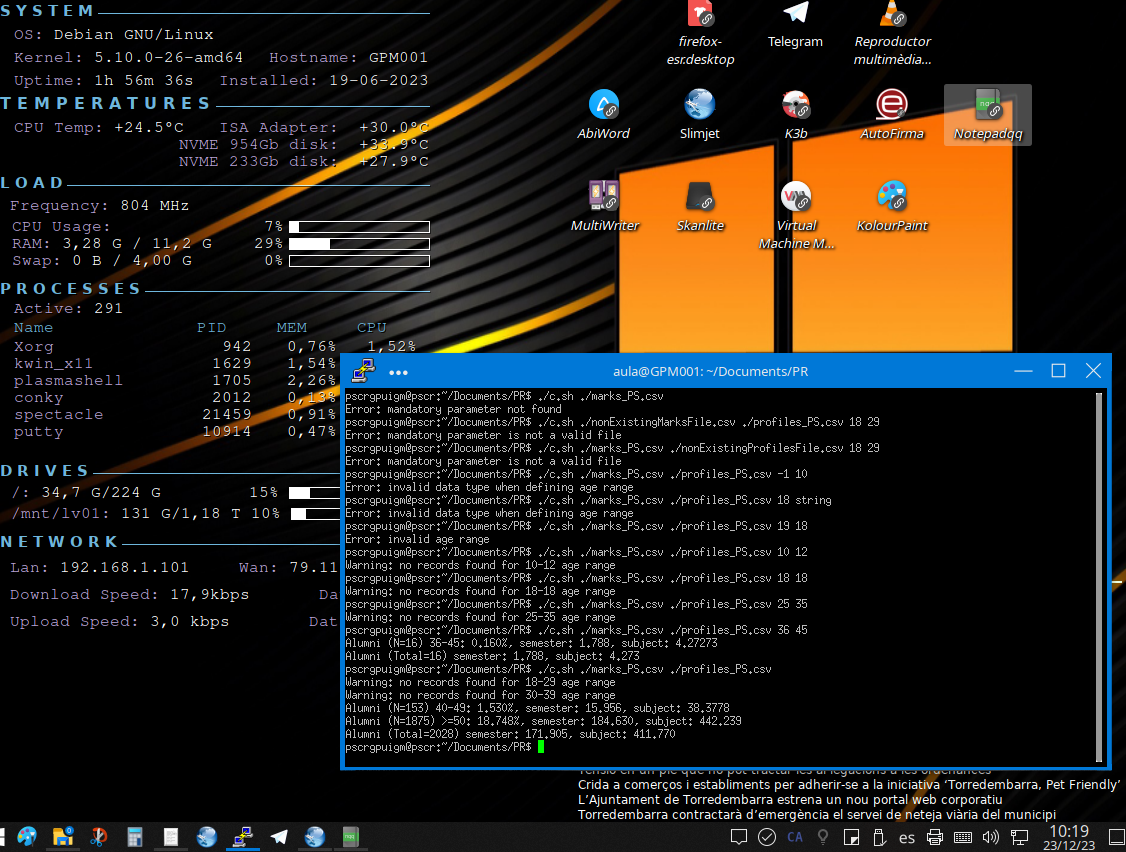 SYSTEM
OS: Debian GNU/Linux
Kernel: 5.10.0-26-amd64 Hostname: GPM001
Uptime: 1h 56m 36s Installed: 19-06-2023
TEMPERATURES
CPU Temp: +24.5°C ISA Adapter: +30.0°C
NVME 954Gb disk: +33.9°C
NVME 233Gb disk: +27.9°C
LOAD
Frequency: 804 MHz
CPU Usage: 7%
RAM: 3,28 G / 11,2 G 29%
Swap: 0 B / 4,00 G 0%
PROCESSES
Active: 291
Name PID MEM CPU
Xorg 942 0,76% 1,52%
kwin_x11 1629 1,54%
plasmashell 1705 2,26%
conky 2012 0,13%
spectacle 21459 0,91%
putty 10914 0,47%
DRIVES
/: 34,7 G/224 G 15%
/mnt/lv01: 131 G/1,18 T 10%
NETWORK
Lan: 192.168.1.101 Wan: 79.11
Download Speed: 17,9kbps Da
Upload Speed: 3,0 kbps Dat
firefox-esr.desktop
Telegram
Reproductor multimèdia...
AbiWord
Slimjet
K3b
AutoFirma
Notepadqq
MultiWriter
Skanlite
Virtual Machine M...
KolourPaint
aula@GPM001: ~/Documents/PR
pscrgpuigm@pscr:~/Documents/PR$ ./c.sh ./marks_PS.csv
Error: mandatory parameter not found
pscrgpuigm@pscr:~/Documents/PR$ ./c.sh ./nonExistingMarksFile.csv ./profiles_PS.csv 18 29
Error: mandatory parameter is not a valid file
pscrgpuigm@pscr:~/Documents/PR$ ./c.sh ./marks_PS.csv ./nonExistingProfilesFile.csv 18 29
Error: mandatory parameter is not a valid file
pscrgpuigm@pscr:~/Documents/PR$ ./c.sh ./marks_PS.csv ./profiles_PS.csv -1 10
Error: invalid data type when defining age range
pscrgpuigm@pscr:~/Documents/PR$ ./c.sh ./marks_PS.csv ./profiles_PS.csv 18 string
Error: invalid data type when defining age range
pscrgpuigm@pscr:~/Documents/PR$ ./c.sh ./marks_PS.csv ./profiles_PS.csv 19 18
Error: invalid age range
pscrgpuigm@pscr:~/Documents/PR$ ./c.sh ./marks_PS.csv ./profiles_PS.csv 10 12
Warning: no records found for 10-12 age range
pscrgpuigm@pscr:~/Documents/PR$ ./c.sh ./marks_PS.csv ./profiles_PS.csv 18 18
Warning: no records found for 18-18 age range
pscrgpuigm@pscr:~/Documents/PR$ ./c.sh ./marks_PS.csv ./profiles_PS.csv 25 35
Warning: no records found for 25-35 age range
pscrgpuigm@pscr:~/Documents/PR$ ./c.sh ./marks_PS.csv ./profiles_PS.csv 36 45
Alumni (N=16) 36-45: 0.160%, semester: 1.788, subject: 4.27273
Alumni (Total=16) semester: 1.788, subject: 4.273
pscrgpuigm@pscr:~/Documents/PR$ ./c.sh ./marks_PS.csv ./profiles_PS.csv
Warning: no records found for 18-29 age range
Warning: no records found for 30-39 age range
Alumni (N=153) 40-49: 1.530%, semester: 15.956, subject: 38.3778
Alumni (N=1875) >=50: 18.748%, semester: 184.630, subject: 442.239
Alumni (Total=2028) semester: 171.905, subject: 411.770
pscrgpuigm@pscr:~/Documents/PR$
Crida a comerços i establiments per adherir-se a la iniciativa ‘Torredembarra, Pet Friendly’
L’Ajuntament de Torredembarra estrena un nou portal web corporatiu
Torredembarra contractarà d’emergència el servei de neteja viària del municipi
CA es 10:19
23/12/23